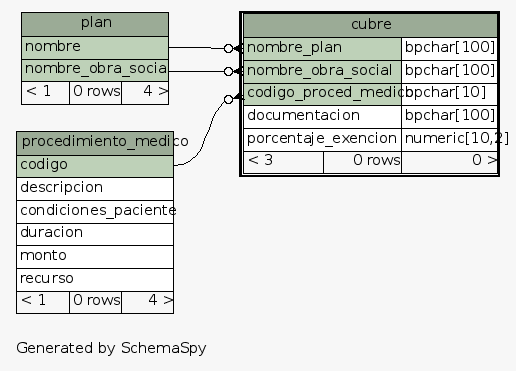 plan
nombre
nombre_obra_social
< 1 0 rows 4 >
cubre
nombre_plan bpchar[100]
nombre_obra_social bpchar[100]
codigo_proced_medico bpchar[10]
documentacion bpchar[100]
porcentaje_exencion numeric[10,2]
< 3 0 rows 0 >
procedimiento_medico
codigo
descripcion
condiciones_paciente
duracion
monto
recurso
< 1 0 rows 4 >
Generated by SchemaSpy